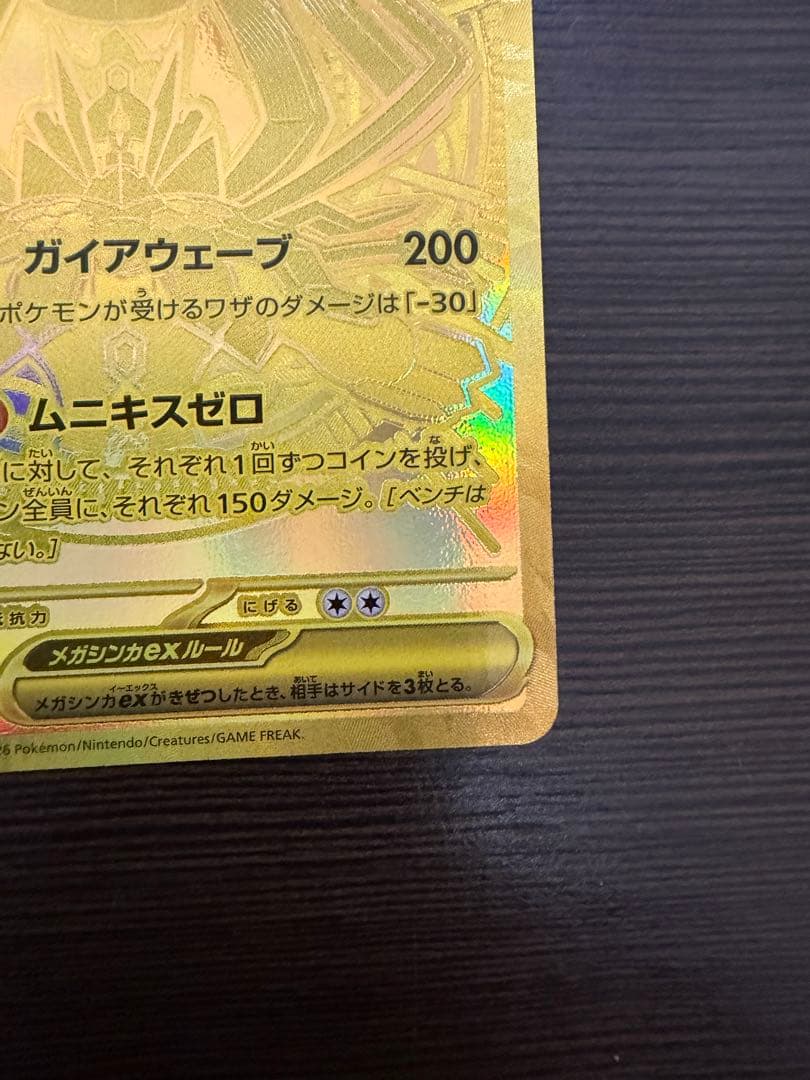 ガイアウェーブ 200
ポケモンが受けるワザのダメージは「-30」
ムニキスゼロ
に対して、それぞれ1回ずつコインを投げ、
ン全員に、それぞれ150ダメージ。[ベンチは
ない。]
抗力 にげる
メガシンカexルール
メガシンカexがきぜつしたとき、相手はサイドを3枚とる。
26 Pokémon/Nintendo/Creatures/GAME FREAK.